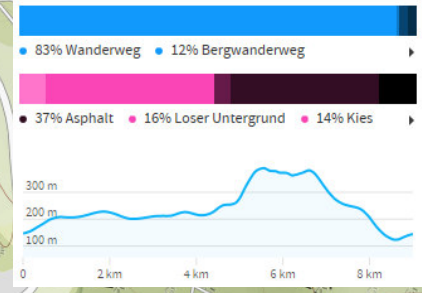 83% Wanderweg 12% Bergwanderweg
37% Asphalt 16% Loser Untergrund 14% Kies
300 m
200 m
100 m
0 2 km 4 km 6 km 8 km